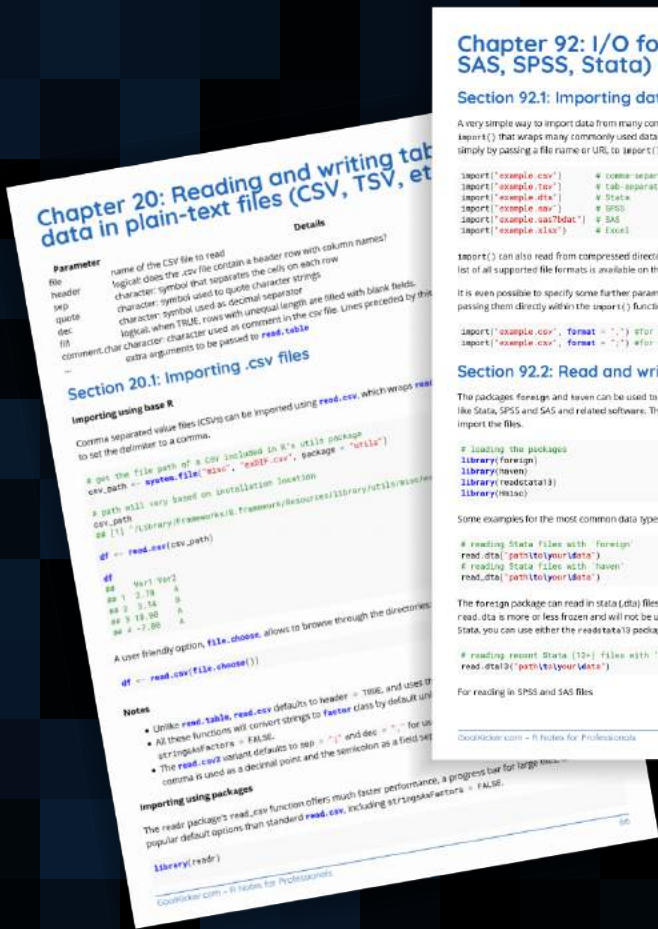 Chapter 20: Reading and writing tab
data in plain-text files (CSV, TSV, et
Parameter Details
file name of the CSV file to read
header logical: does the .csv file contain a header row with column names?
sep character: symbol that separates the cells on each row
quote character: symbol used to quote character strings
dec character: symbol used as decimal separator
fill logical: when TRUE, rows with unequal length are filled with blank fields.
comment.char character: character used as comment in the csv file. Lines preceded by this
... extra arguments to be passed to read.table
Section 20.1: Importing .csv files
Importing using base R
Comma separated value files (CSVs) can be imported using read.csv, which wraps read
to set the delimiter to a comma.
# get the file path of a CSV included in R's utils package
csv_path <- system.file("misc", "exDIF.csv", package = "utils")
# path will vary based on installation location
csv_path
## [1] "/Library/Frameworks/R.framework/Resources/library/utils/misc/ex
df <- read.csv(csv_path)
df
## Var1 Var2
## 1 2.70 A
## 2 3.14 B
## 3 10.00 A
## 4 -7.00 A
A user friendly option, file.choose, allows to browse through the directories:
df <- read.csv(file.choose())
Notes
• Unlike read.table, read.csv defaults to header = TRUE, and uses th
• All these functions will convert strings to factor class by default unl
stringsAsFactors = FALSE.
• The read.csv2 variant defaults to sep = ";" and dec = "," for us
comma is used as a decimal point and the semicolon as a field sep
Importing using packages
The readr package's read_csv function offers much faster performance, a progress bar for large files,
popular default options than standard read.csv, including stringsAsFactors = FALSE.
library(readr)
GoalKicker.com – R Notes for Professionals
Chapter 92: I/O fo
SAS, SPSS, Stata)
Section 92.1: Importing dat
A very simple way to import data from many com
import() that wraps many commonly used data
simply by passing a file name or URL to import()
import("example.csv") # comma-separ
import("example.tsv") # tab-separat
import("example.dta") # Stata
import("example.sav") # SPSS
import("example.sas7bdat") # SAS
import("example.xlsx") # Excel
import() can also read from compressed directo
list of all supported file formats is available on th
It is even possible to specify some further param
passing them directly within the import() functi
import("example.csv", format = ",") #for
import("example.csv", format = ";") #for
Section 92.2: Read and wri
The packages foreign and haven can be used to
like Stata, SPSS and SAS and related software. Th
import the files.
# loading the packages
library(foreign)
library(haven)
library(readstata13)
library(Hmisc)
Some examples for the most common data type
# reading Stata files with `foreign`
read.dta("path\to\your\data")
# reading Stata files with `haven`
read_dta("path\to\your\data")
The foreign package can read in stata (.dta) files
read.dta is more or less frozen and will not be u
Stata, you can use either the readstata13 packa
# reading recent Stata (13+) files with `
read.dta13("path\to\your\data")
For reading in SPSS and SAS files
GoalKicker.com – R Notes for Professionals